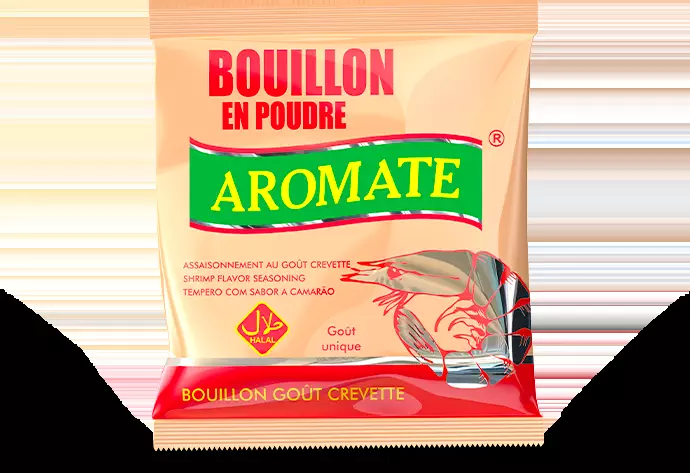 BOUILLON
EN POUDRE
®
AROMATE
ASSAISONNEMENT AU GOÛT CREVETTE
SHRIMP FLAVOR SEASONING
TEMPERO COM SABOR A CAMARÃO
حلال
HALAL
Goût
unique
BOUILLON GOÛT CREVETTE